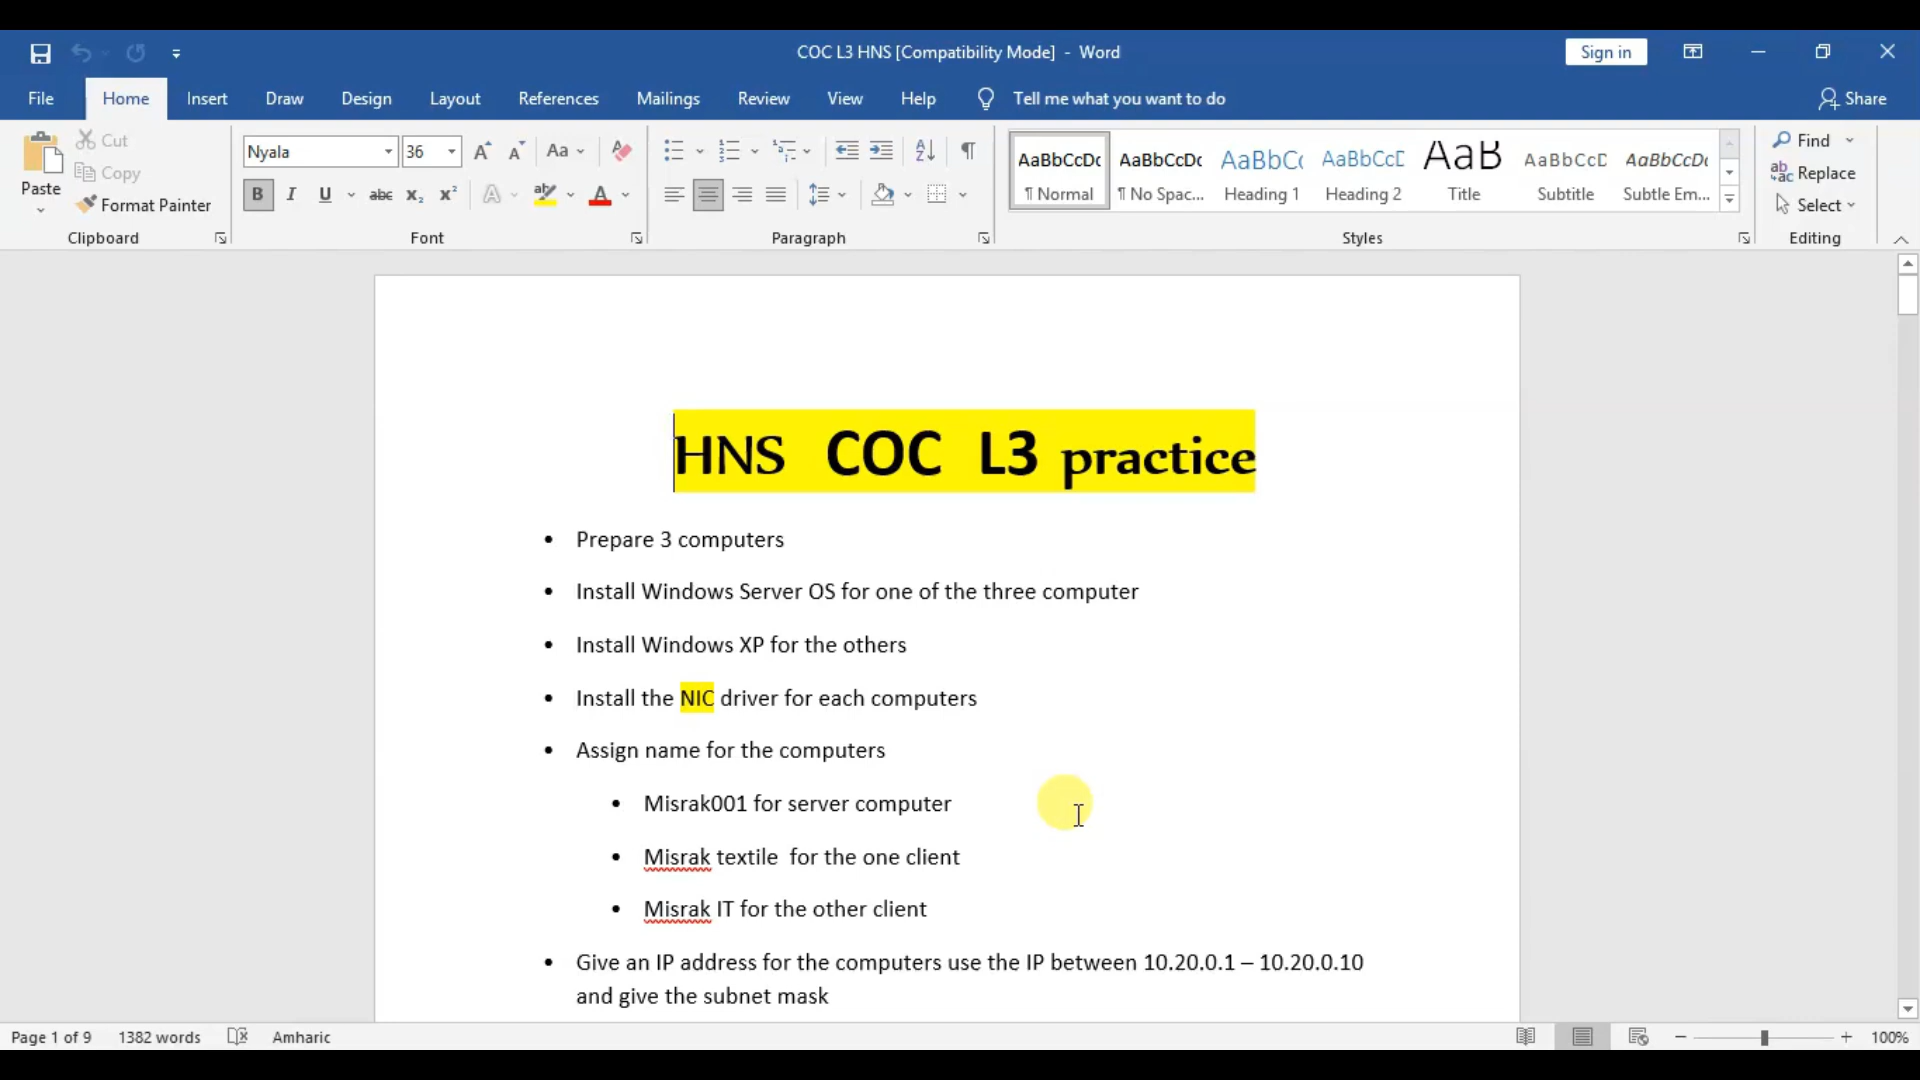 COC L3 HNS [Compatibility Mode] - Word
Sign in
File Home Insert Draw Design Layout References Mailings Review View Help Tell me what you want to do Share
Paste
Cut
Copy
Format Painter
Clipboard
Nyala 36
Aa
B I U abc X₂ X² A ab A
Font
Paragraph
AaBbCcDc
¶ Normal
AaBbCcDc
¶ No Spac...
AaBbC
Heading 1
AaBbCcC
Heading 2
AaB
Title
AaBbCcC
Subtitle
AaBbCcDc
Subtle Em...
Styles
Find
Replace
Select
Editing
HNS COC L3 practice
• Prepare 3 computers
• Install Windows Server OS for one of the three computer
• Install Windows XP for the others
• Install the NIC driver for each computers
• Assign name for the computers
• Misrak001 for server computer
• Misrak textile for the one client
• Misrak IT for the other client
• Give an IP address for the computers use the IP between 10.20.0.1 – 10.20.0.10
and give the subnet mask
Page 1 of 9 1382 words Amharic 100%